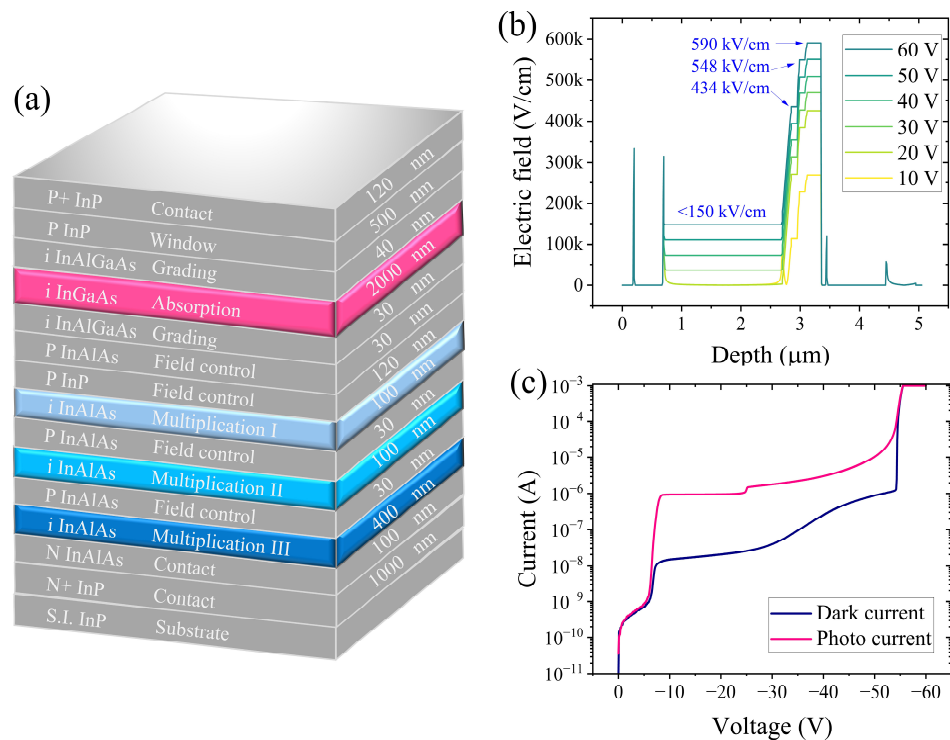 (a)
P+ InP Contact 120 nm
P InP Window 500 nm
i InAlGaAs Grading 40 nm
i InGaAs Absorption 2000 nm
i InAlGaAs Grading 30 nm
P InAlAs Field control 30 nm
P InP Field control 120 nm
i InAlAs Multiplication I 100 nm
P InAlAs Field control 30 nm
i InAlAs Multiplication II 100 nm
P InAlAs Field control 30 nm
i InAlAs Multiplication III 400 nm
N InAlAs Contact 100 nm
N+ InP Contact 1000 nm
S.I. InP Substrate
(b)
Electric field (V/cm)
600k
500k
400k
300k
200k
100k
0
590 kV/cm
548 kV/cm
434 kV/cm
<150 kV/cm
60 V
50 V
40 V
30 V
20 V
10 V
0 1 2 3 4 5
Depth (μm)
(c)
Current (A)
10⁻³
10⁻⁴
10⁻⁵
10⁻⁶
10⁻⁷
10⁻⁸
10⁻⁹
10⁻¹⁰
10⁻¹¹
Dark current
Photo current
0 −10 −20 −30 −40 −50 −60
Voltage (V)